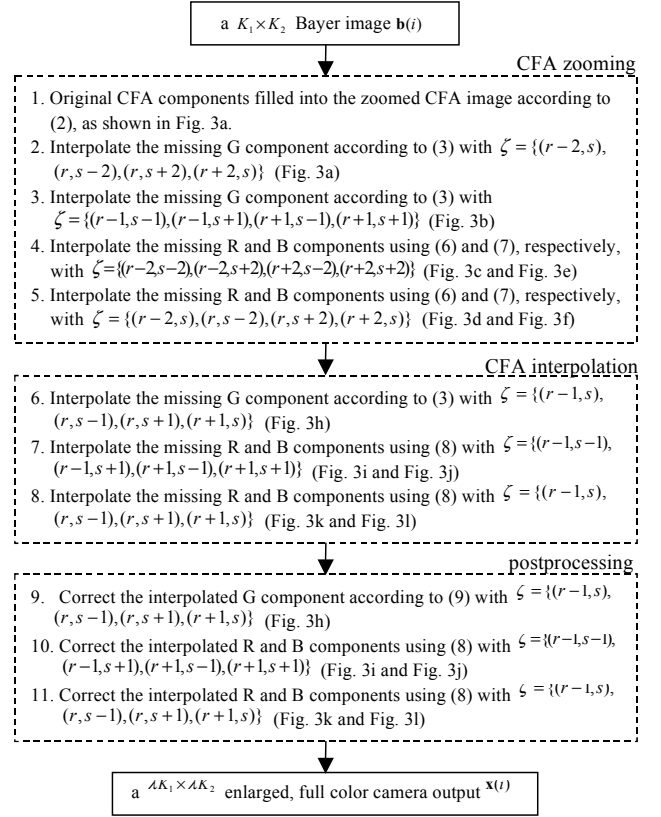 a K₁×K₂ Bayer image b(i)
CFA zooming
1. Original CFA components filled into the zoomed CFA image according to
(2), as shown in Fig. 3a.
2. Interpolate the missing G component according to (3) with ζ = {(r−2,s),
(r,s−2),(r,s+2),(r+2,s)} (Fig. 3a)
3. Interpolate the missing G component according to (3) with
ζ = {(r−1,s−1),(r−1,s+1),(r+1,s−1),(r+1,s+1)} (Fig. 3b)
4. Interpolate the missing R and B components using (6) and (7), respectively,
with ζ={(r−2,s−2),(r−2,s+2),(r+2,s−2),(r+2,s+2)} (Fig. 3c and Fig. 3e)
5. Interpolate the missing R and B components using (6) and (7), respectively,
with ζ = {(r−2,s),(r,s−2),(r,s+2),(r+2,s)} (Fig. 3d and Fig. 3f)
CFA interpolation
6. Interpolate the missing G component according to (3) with ζ = {(r−1,s),
(r,s−1),(r,s+1),(r+1,s)} (Fig. 3h)
7. Interpolate the missing R and B components using (8) with ζ = {(r−1,s−1),
(r−1,s+1),(r+1,s−1),(r+1,s+1)} (Fig. 3i and Fig. 3j)
8. Interpolate the missing R and B components using (8) with ζ = {(r−1,s),
(r,s−1),(r,s+1),(r+1,s)} (Fig. 3k and Fig. 3l)
postprocessing
9. Correct the interpolated G component according to (9) with ζ = {(r−1,s),
(r,s−1),(r,s+1),(r+1,s)} (Fig. 3h)
10. Correct the interpolated R and B components using (8) with ζ = {(r−1,s−1),
(r−1,s+1),(r+1,s−1),(r+1,s+1)} (Fig. 3i and Fig. 3j)
11. Correct the interpolated R and B components using (8) with ζ = {(r−1,s),
(r,s−1),(r,s+1),(r+1,s)} (Fig. 3k and Fig. 3l)
a λK₁×λK₂ enlarged, full color camera output x(i)